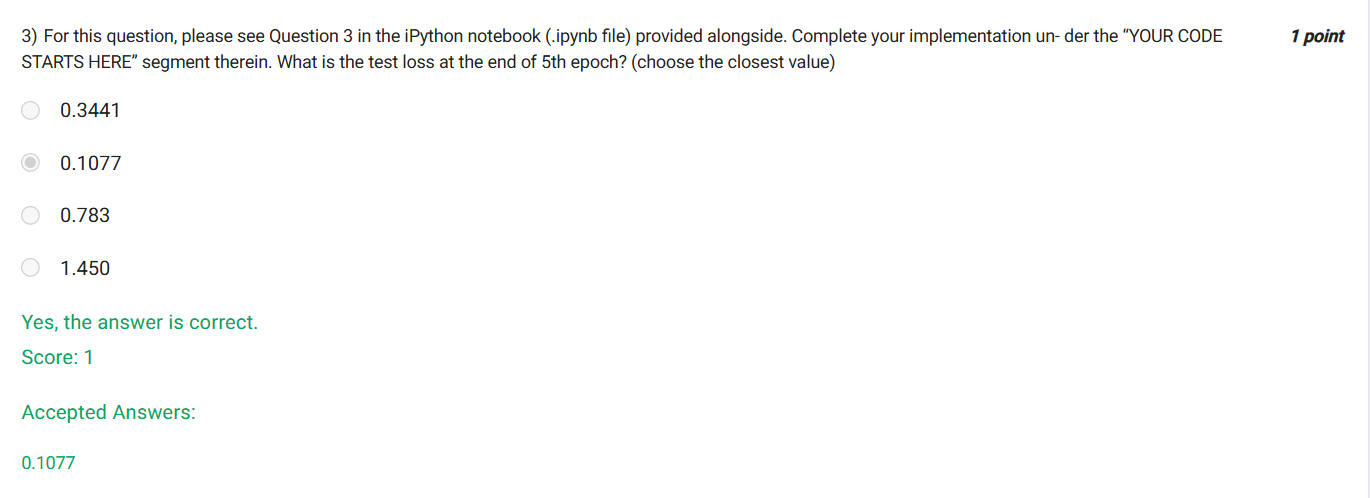 3) For this question, please see Question 3 in the iPython notebook (.ipynb file) provided alongside. Complete your implementation un- der the “YOUR CODE 1 point
STARTS HERE” segment therein. What is the test loss at the end of 5th epoch? (choose the closest value)
0.3441
0.1077
0.783
1.450
Yes, the answer is correct.
Score: 1
Accepted Answers:
0.1077